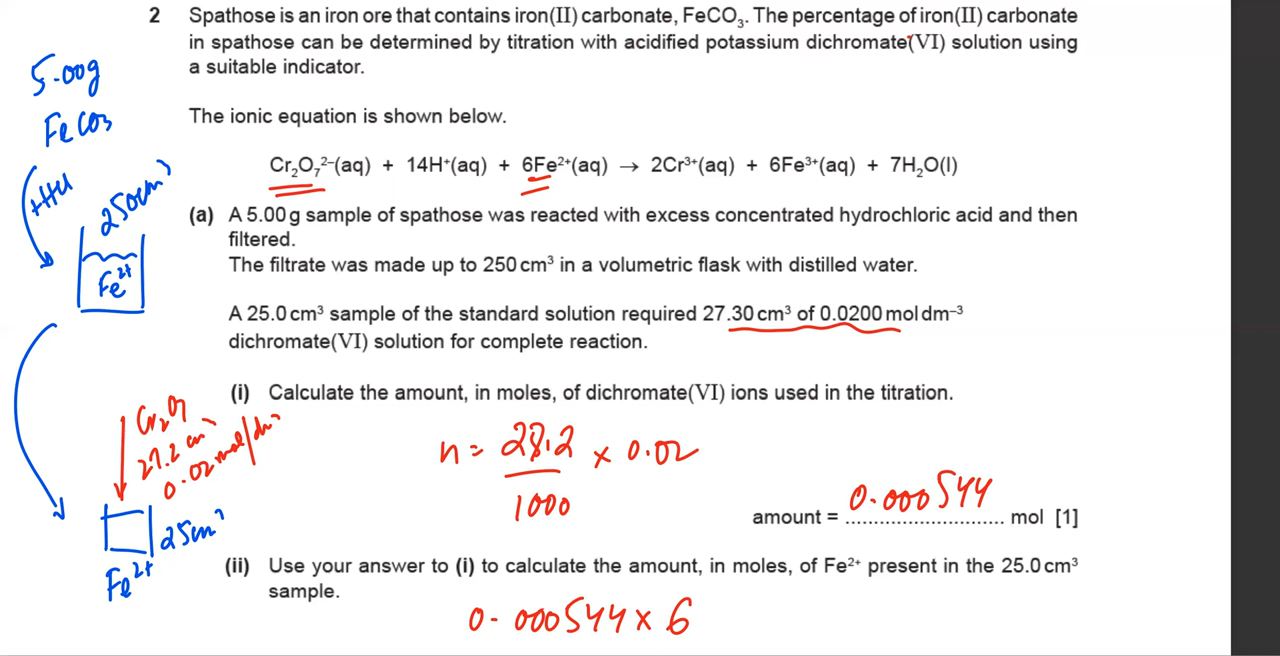 2 Spathose is an iron ore that contains iron(II) carbonate, FeCO₃. The percentage of iron(II) carbonate
in spathose can be determined by titration with acidified potassium dichromate(VI) solution using
a suitable indicator.
The ionic equation is shown below.
Cr₂O₇²⁻(aq) + 14H⁺(aq) + 6Fe²⁺(aq) → 2Cr³⁺(aq) + 6Fe³⁺(aq) + 7H₂O(l)
(a) A 5.00 g sample of spathose was reacted with excess concentrated hydrochloric acid and then
filtered.
The filtrate was made up to 250 cm³ in a volumetric flask with distilled water.
A 25.0 cm³ sample of the standard solution required 27.30 cm³ of 0.0200 mol dm⁻³
dichromate(VI) solution for complete reaction.
(i) Calculate the amount, in moles, of dichromate(VI) ions used in the titration.
n = 28.2 × 0.02
1000
0.000544
amount = .............................. mol [1]
(ii) Use your answer to (i) to calculate the amount, in moles, of Fe²⁺ present in the 25.0 cm³
sample.
0.000544 × 6
5.00g
FeCO3
+HCl
250cm³
Fe²⁺
Cr₂O₇
27.2 cm³
0.02 mol/dm³
25cm³
Fe²⁺